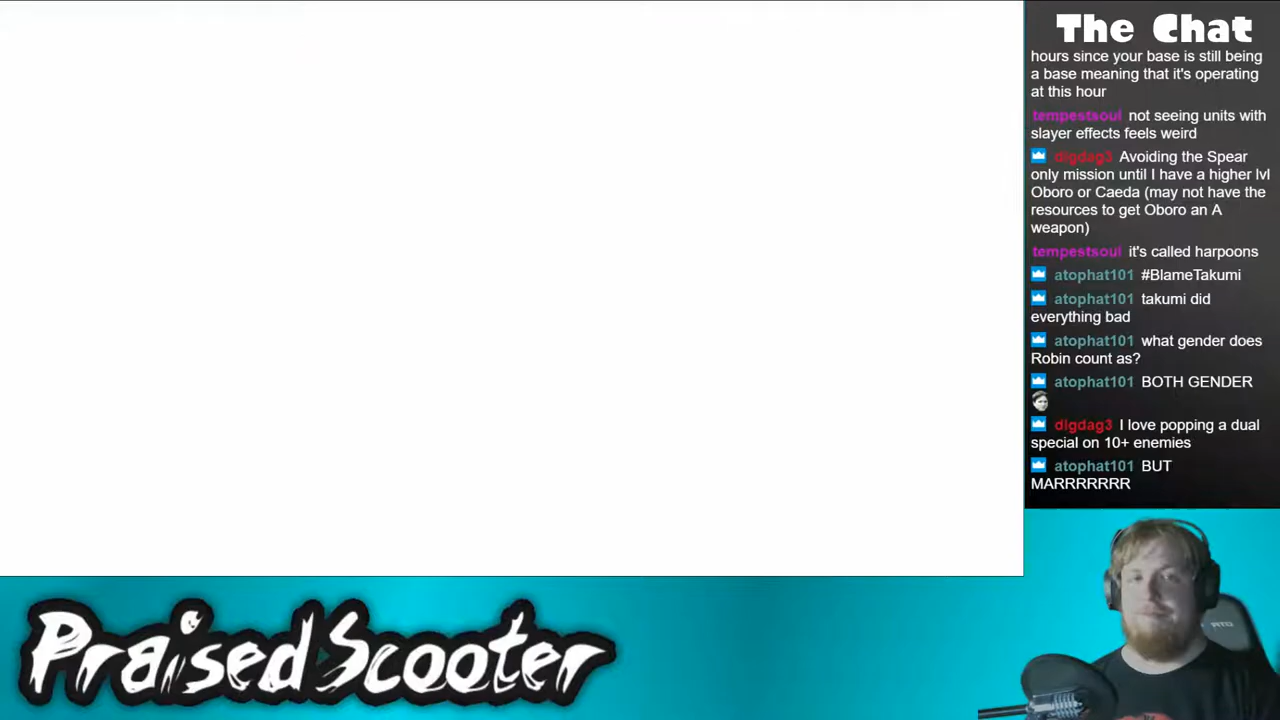 The Chat
hours since your base is still being
a base meaning that it's operating
at this hour
tempestsoul not seeing units with
slayer effects feels weird
digdag3 Avoiding the Spear
only mission until I have a higher lvl
Oboro or Caeda (may not have the
resources to get Oboro an A
weapon)
tempestsoul it's called harpoons
atophat101 #BlameTakumi
atophat101 takumi did
everything bad
atophat101 what gender does
Robin count as?
atophat101 BOTH GENDER
digdag3 I love popping a dual
special on 10+ enemies
atophat101 BUT
MARRRRRRR
PraisedScooter